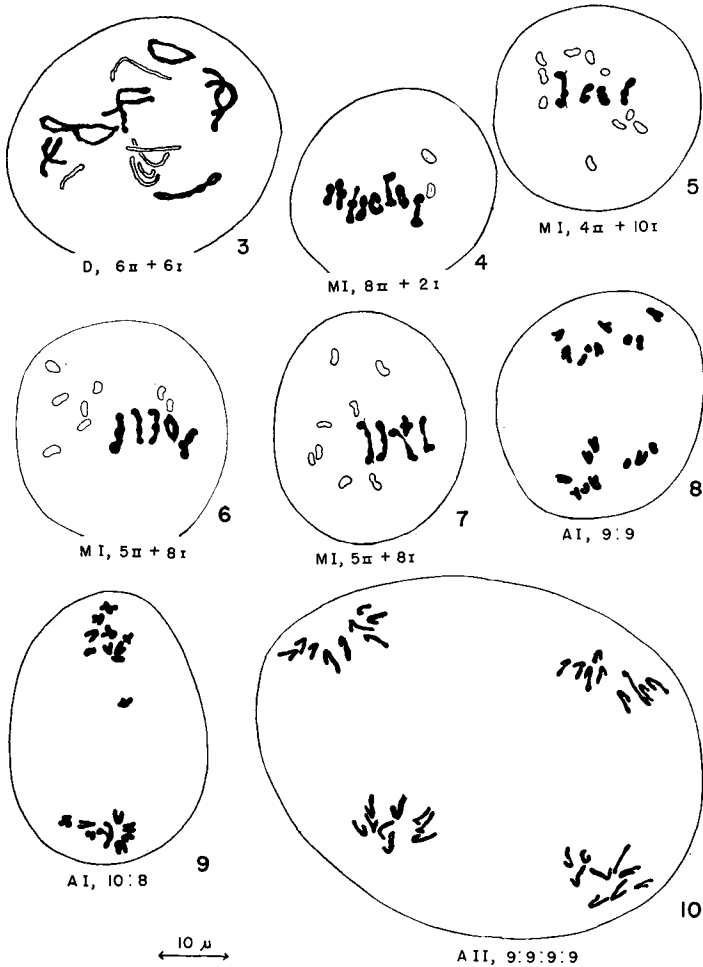 3
D, 6II + 6I
4
MI, 8II + 2I
5
MI, 4II + 10I
6
MI, 5II + 8I
7
MI, 5II + 8I
8
AI, 9:9
9
AI, 10:8
10
AII, 9:9:9:9
10 μ